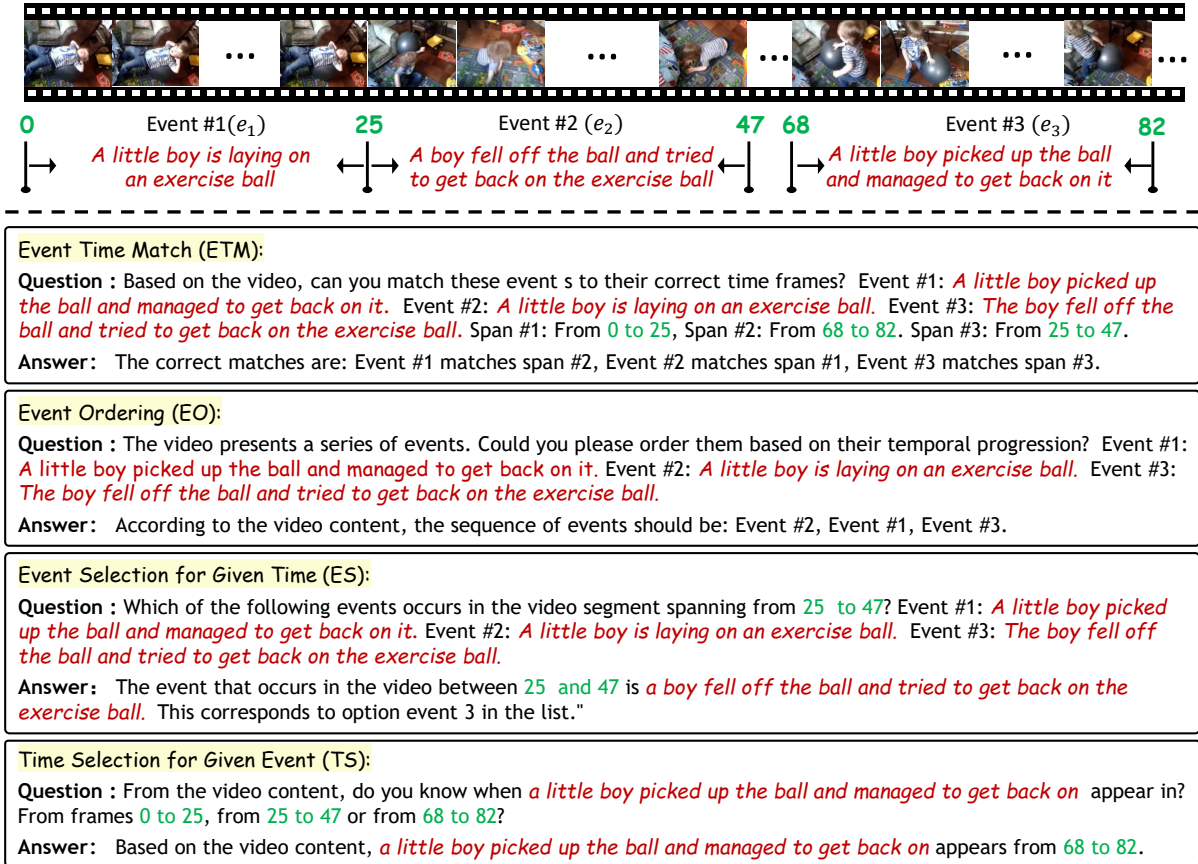 0 Event #1(e₁) 25 Event #2 (e₂) 47 68 Event #3 (e₃) 82
A little boy is laying on
an exercise ball
A boy fell off the ball and tried
to get back on the exercise ball
A little boy picked up the ball
and managed to get back on it
Event Time Match (ETM):
Question : Based on the video, can you match these event s to their correct time frames? Event #1: A little boy picked up
the ball and managed to get back on it. Event #2: A little boy is laying on an exercise ball. Event #3: The boy fell off the
ball and tried to get back on the exercise ball. Span #1: From 0 to 25, Span #2: From 68 to 82. Span #3: From 25 to 47.
Answer: The correct matches are: Event #1 matches span #2, Event #2 matches span #1, Event #3 matches span #3.
Event Ordering (EO):
Question : The video presents a series of events. Could you please order them based on their temporal progression? Event #1:
A little boy picked up the ball and managed to get back on it. Event #2: A little boy is laying on an exercise ball. Event #3:
The boy fell off the ball and tried to get back on the exercise ball.
Answer: According to the video content, the sequence of events should be: Event #2, Event #1, Event #3.
Event Selection for Given Time (ES):
Question : Which of the following events occurs in the video segment spanning from 25 to 47? Event #1: A little boy picked
up the ball and managed to get back on it. Event #2: A little boy is laying on an exercise ball. Event #3: The boy fell off
the ball and tried to get back on the exercise ball.
Answer: The event that occurs in the video between 25 and 47 is a boy fell off the ball and tried to get back on the
exercise ball. This corresponds to option event 3 in the list."
Time Selection for Given Event (TS):
Question : From the video content, do you know when a little boy picked up the ball and managed to get back on appear in?
From frames 0 to 25, from 25 to 47 or from 68 to 82?
Answer: Based on the video content, a little boy picked up the ball and managed to get back on appears from 68 to 82.